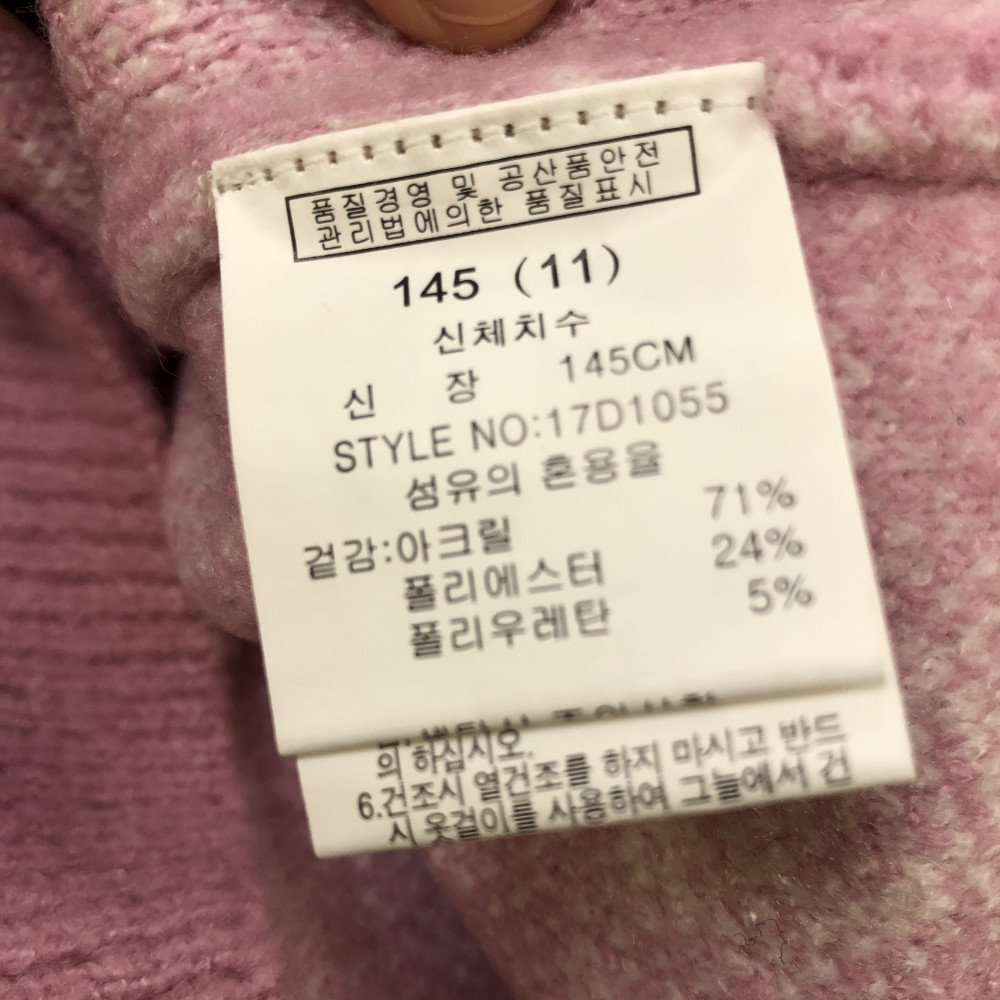 품질경영 및 공산품안전
관리법에의한 품질표시
145 (11)
신체치수
신 장 145CM
STYLE NO:17D1055
섬유의 혼용율
겉감:아크릴 71%
폴리에스터 24%
폴리우레탄 5%
의 하십시오.
6.건조시 열건조를 하지 마시고 반드
시 옷걸이를 사용하여 그늘에서 건